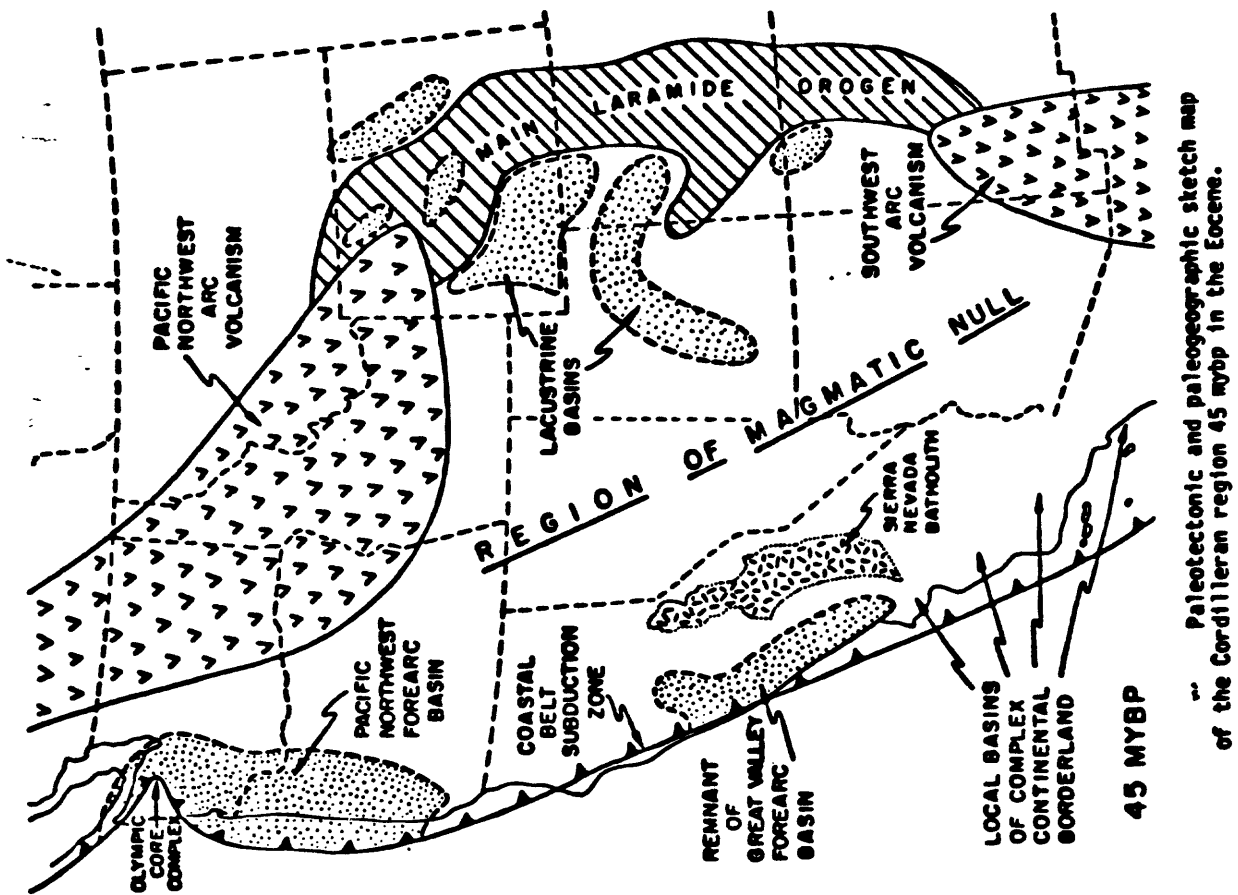 PACIFIC
NORTHWEST
ARC
VOLCANISM
MAIN
LARAMIDE
OROGEN
LACUSTRINE
BASINS
SOUTHWEST
ARC
VOLCANISM
REGION OF MAGMATIC NULL
OLYMPIC
CORE
COMPLEX
PACIFIC
NORTHWEST
FOREARC
BASIN
COASTAL
BELT
SUBDUCTION
ZONE
SIERRA
NEVADA
BATHOLITH
REMNANT
OF
GREAT VALLEY
FOREARC
BASIN
LOCAL BASINS
OF COMPLEX
CONTINENTAL
BORDERLAND
45 MYBP
Paleotectonic and paleogeographic sketch map
of the Cordilleran region 45 mybp in the Eocene.